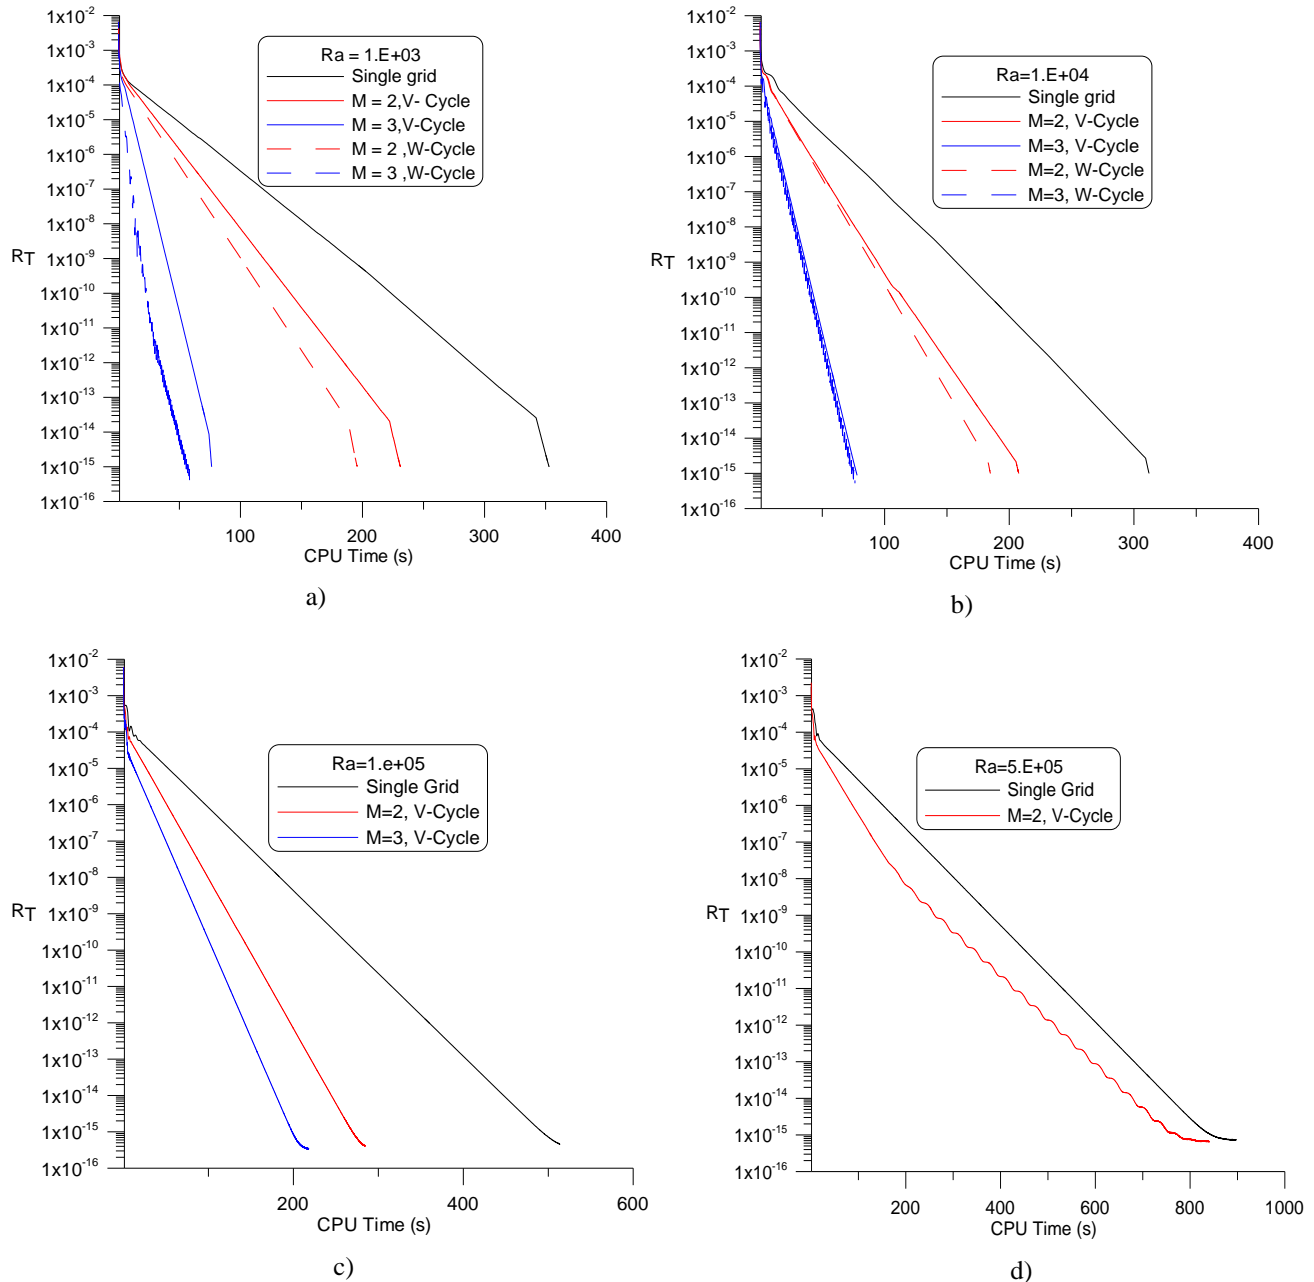 1x10-2
1x10-3
1x10-4
1x10-5
1x10-6
1x10-7
1x10-8
1x10-9
1x10-10
1x10-11
1x10-12
1x10-13
1x10-14
1x10-15
1x10-16
RT
Ra = 1.E+03
Single grid
M = 2,V- Cycle
M = 3,V-Cycle
M = 2 ,W-Cycle
M = 3 ,W-Cycle
100 200 300 400
CPU Time (s)
a)
1x10-2
1x10-3
1x10-4
1x10-5
1x10-6
1x10-7
1x10-8
1x10-9
1x10-10
1x10-11
1x10-12
1x10-13
1x10-14
1x10-15
1x10-16
RT
Ra=1.E+04
Single grid
M=2, V-Cycle
M=3, V-Cycle
M=2, W-Cycle
M=3, W-Cycle
100 200 300 400
CPU Time (s)
b)
1x10-2
1x10-3
1x10-4
1x10-5
1x10-6
1x10-7
1x10-8
1x10-9
1x10-10
1x10-11
1x10-12
1x10-13
1x10-14
1x10-15
1x10-16
RT
Ra=1.e+05
Single Grid
M=2, V-Cycle
M=3, V-Cycle
200 400 600
CPU Time (s)
c)
1x10-2
1x10-3
1x10-4
1x10-5
1x10-6
1x10-7
1x10-8
1x10-9
1x10-10
1x10-11
1x10-12
1x10-13
1x10-14
1x10-15
1x10-16
RT
Ra=5.E+05
Single Grid
M=2, V-Cycle
200 400 600 800 1000
CPU Time (s)
d)